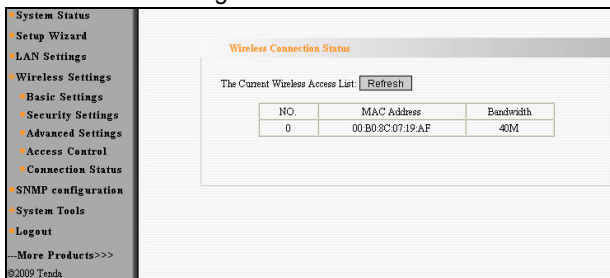 System Status
Setup Wizard
LAN Settings
Wireless Settings
Basic Settings
Security Settings
Advanced Settings
Access Control
Connection Status
SNMP configuration
System Tools
Logout
---More Products>>>
©2009 Tenda
Wireless Connection Status
The Current Wireless Access List: Refresh
NO. MAC Address Bandwidth
0 00:B0:8C:07:19:AF 40M